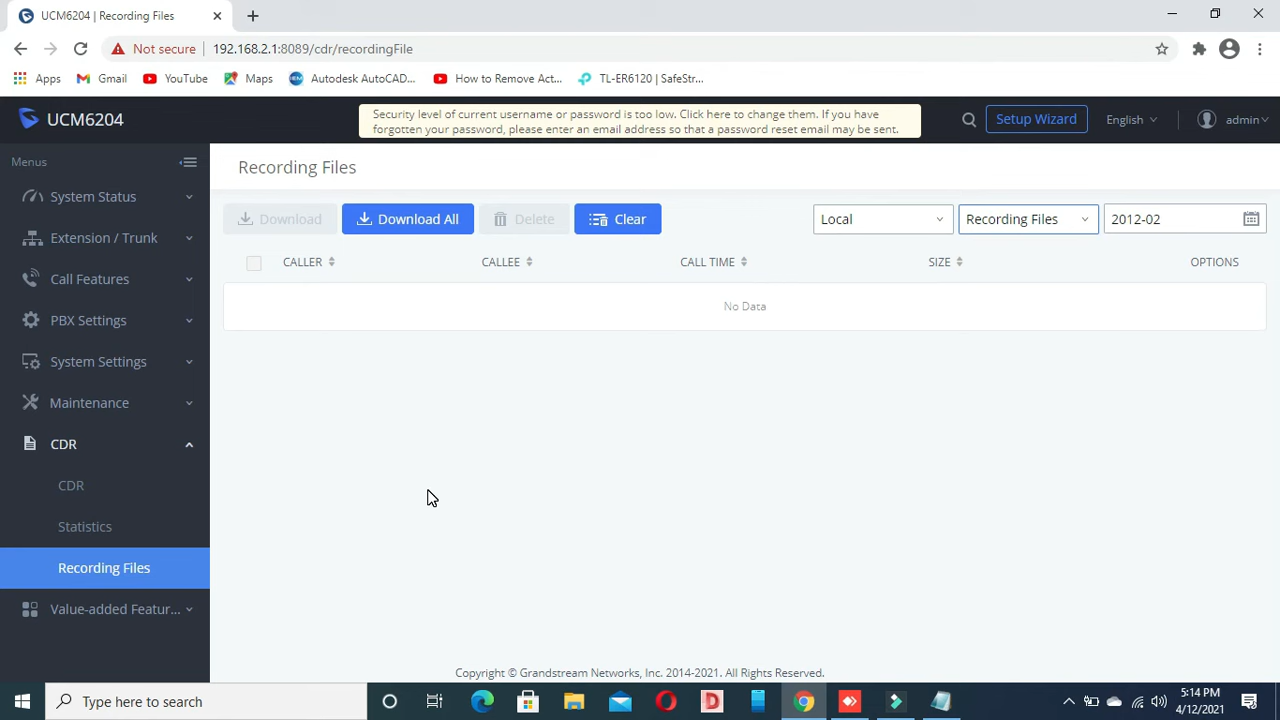 UCM6204 | Recording Files
Not secure
192.168.2.1:8089/cdr/recordingFile
Apps
Gmail
YouTube
Maps
Autodesk AutoCAD...
How to Remove Act...
TL-ER6120 | SafeStr...
UCM6204
Security level of current username or password is too low. Click here to change them. If you have
forgotten your password, please enter an email address so that a password reset email may be sent.
Setup Wizard
English
admin
Menus
Recording Files
System Status
Extension / Trunk
Call Features
PBX Settings
System Settings
Maintenance
CDR
CDR
Statistics
Recording Files
Value-added Featur...
Download
Download All
Delete
Clear
Local
Recording Files
2012-02
CALLER
CALLEE
CALL TIME
SIZE
OPTIONS
No Data
Copyright © Grandstream Networks, Inc. 2014-2021. All Rights Reserved.
Type here to search
5:14 PM
4/12/2021